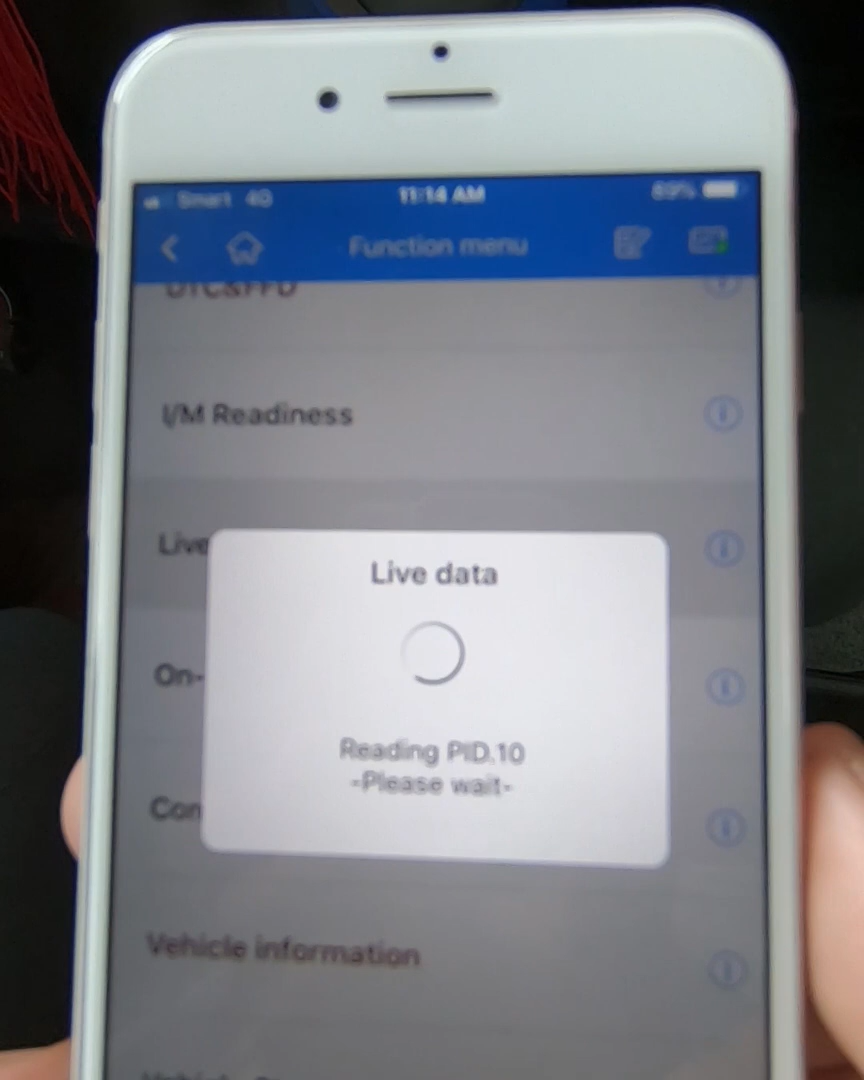 Smart 4G 11:14 AM 89%
Function menu
DTC&FFD
I/M Readiness
Live
Live data
On-
Reading PID.10
-Please wait-
Con
Vehicle information